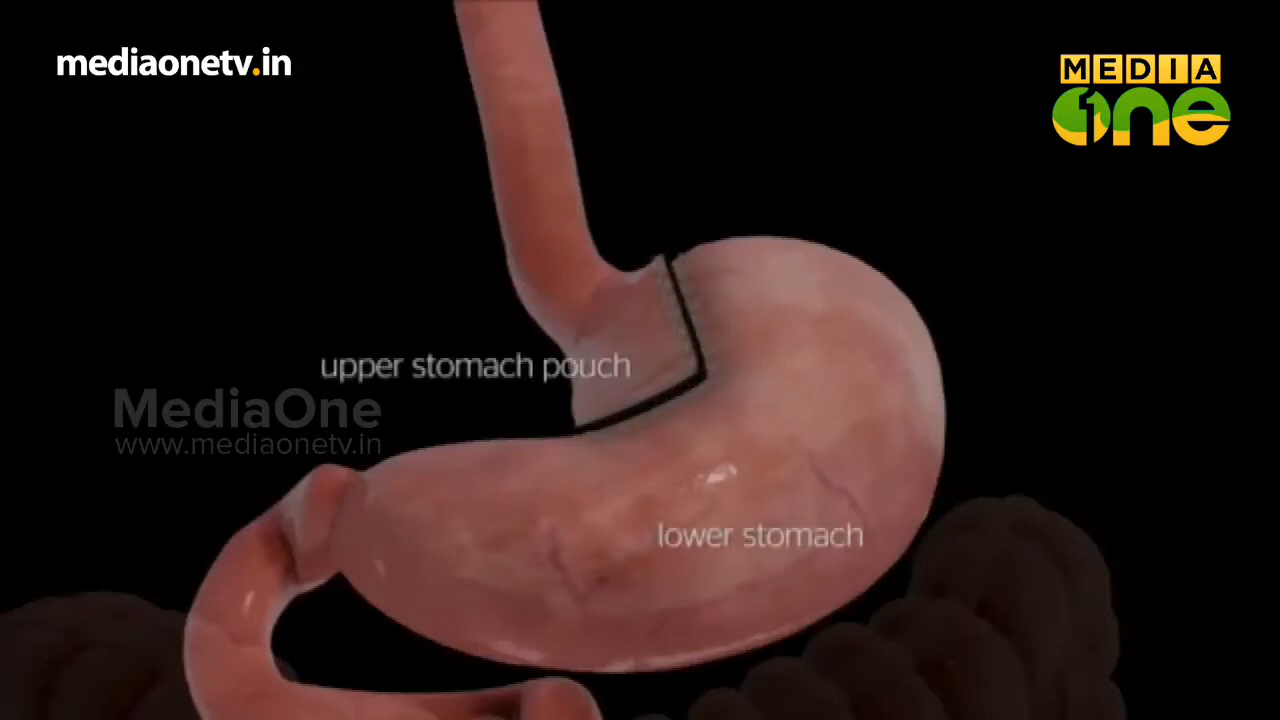 mediaonetv.in
MEDIA
One
upper stomach pouch
MediaOne
www.mediaonetv.in
lower stomach